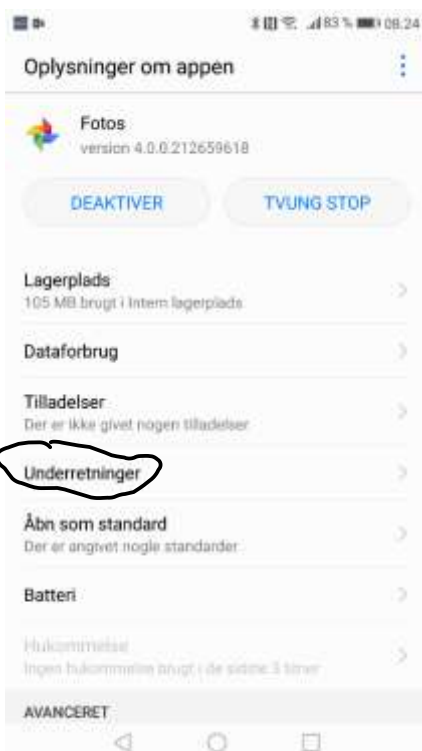 83 % 08.24
Oplysninger om appen
Fotos
version 4.0.0.212659618
DEAKTIVER TVUNG STOP
Lagerplads
105 MB brugt i Intern lagerplads
Dataforbrug
Tilladelser
Der er ikke givet nogen tilladelser
Underretninger
Åbn som standard
Der er angivet nogle standarder
Batteri
Hukommelse
Ingen hukommelse brugt i de sidste 3 timer
AVANCERET